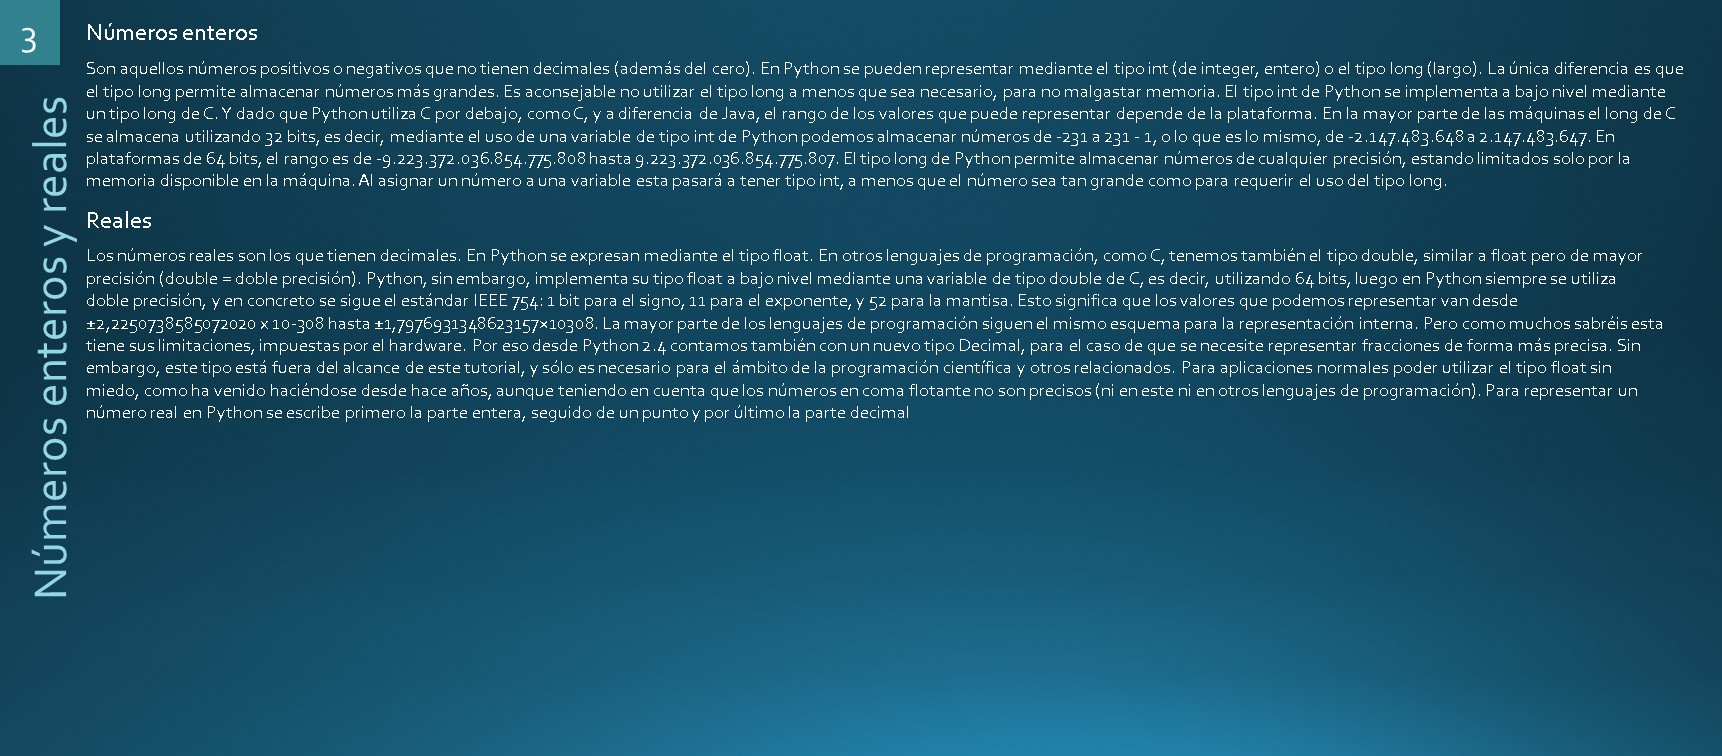 3
Números enteros y reales
Números enteros
Son aquellos números positivos o negativos que no tienen decimales (además del cero). En Python se pueden representar mediante el tipo int (de integer, entero) o el tipo long (largo). La única diferencia es que
el tipo long permite almacenar números más grandes. Es aconsejable no utilizar el tipo long a menos que sea necesario, para no malgastar memoria. El tipo int de Python se implementa a bajo nivel mediante
un tipo long de C. Y dado que Python utiliza C por debajo, como C, y a diferencia de Java, el rango de los valores que puede representar depende de la plataforma. En la mayor parte de las máquinas el long de C
se almacena utilizando 32 bits, es decir, mediante el uso de una variable de tipo int de Python podemos almacenar números de -231 a 231 - 1, o lo que es lo mismo, de -2.147.483.648 a 2.147.483.647. En
plataformas de 64 bits, el rango es de -9.223.372.036.854.775.808 hasta 9.223.372.036.854.775.807. El tipo long de Python permite almacenar números de cualquier precisión, estando limitados solo por la
memoria disponible en la máquina. Al asignar un número a una variable esta pasará a tener tipo int, a menos que el número sea tan grande como para requerir el uso del tipo long.
Reales
Los números reales son los que tienen decimales. En Python se expresan mediante el tipo float. En otros lenguajes de programación, como C, tenemos también el tipo double, similar a float pero de mayor
precisión (double = doble precisión). Python, sin embargo, implementa su tipo float a bajo nivel mediante una variable de tipo double de C, es decir, utilizando 64 bits, luego en Python siempre se utiliza
doble precisión, y en concreto se sigue el estándar IEEE 754: 1 bit para el signo, 11 para el exponente, y 52 para la mantisa. Esto significa que los valores que podemos representar van desde
±2,2250738585072020 x 10-308 hasta ±1,7976931348623157×10308. La mayor parte de los lenguajes de programación siguen el mismo esquema para la representación interna. Pero como muchos sabréis esta
tiene sus limitaciones, impuestas por el hardware. Por eso desde Python 2.4 contamos también con un nuevo tipo Decimal, para el caso de que se necesite representar fracciones de forma más precisa. Sin
embargo, este tipo está fuera del alcance de este tutorial, y sólo es necesario para el ámbito de la programación científica y otros relacionados. Para aplicaciones normales poder utilizar el tipo float sin
miedo, como ha venido haciéndose desde hace años, aunque teniendo en cuenta que los números en coma flotante no son precisos (ni en este ni en otros lenguajes de programación). Para representar un
número real en Python se escribe primero la parte entera, seguido de un punto y por último la parte decimal